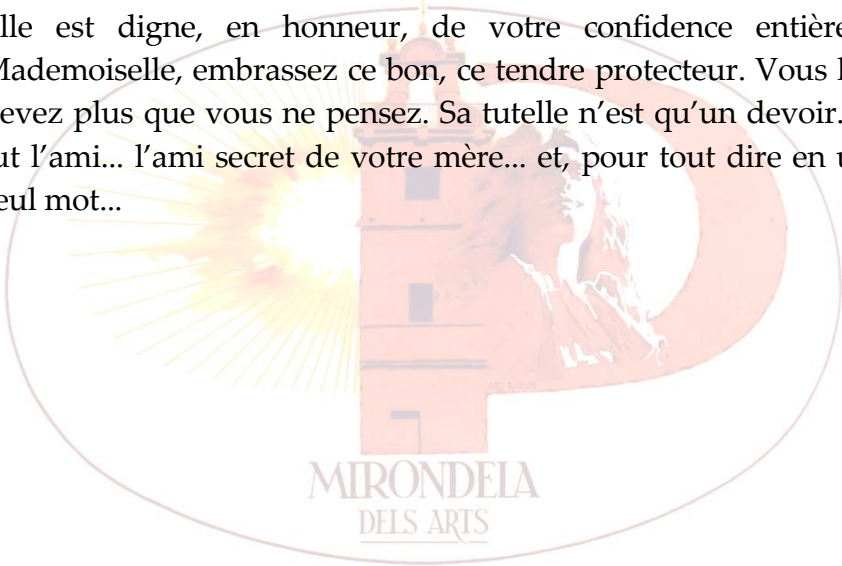 lle est digne, en honneur, de votre confidence entière
Mademoiselle, embrassez ce bon, ce tendre protecteur. Vous l
evez plus que vous ne pensez. Sa tutelle n'est qu'un devoir.
ut l'ami... l'ami secret de votre mère... et, pour tout dire en u
eul mot...
MIRONDELA
DELS ARTS